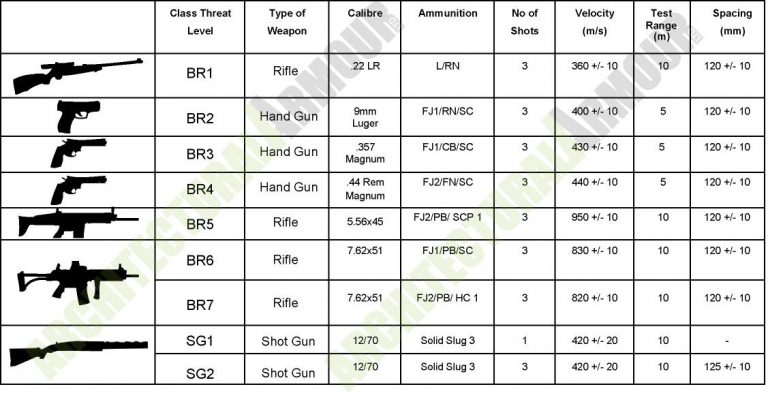 Class Threat Level Type of Weapon Calibre Ammunition No of Shots Velocity (m/s) Test Range (m) Spacing (mm)
BR1 Rifle .22 LR L/RN 3 360 +/- 10 10 120 +/- 10
BR2 Hand Gun 9mm Luger FJ1/RN/SC 3 400 +/- 10 5 120 +/- 10
BR3 Hand Gun .357 Magnum FJ1/CB/SC 3 430 +/- 10 5 120 +/- 10
BR4 Hand Gun .44 Rem Magnum FJ2/FN/SC 3 440 +/- 10 5 120 +/- 10
BR5 Rifle 5.56x45 FJ2/PB/ SCP 1 3 950 +/- 10 10 120 +/- 10
BR6 Rifle 7.62x51 FJ1/PB/SC 3 830 +/- 10 10 120 +/- 10
BR7 Rifle 7.62x51 FJ2/PB/ HC 1 3 820 +/- 10 10 120 +/- 10
SG1 Shot Gun 12/70 Solid Slug 3 1 420 +/- 20 10 -
SG2 Shot Gun 12/70 Solid Slug 3 3 420 +/- 20 10 125 +/- 10
ARCHITECTURAL ARMOUR